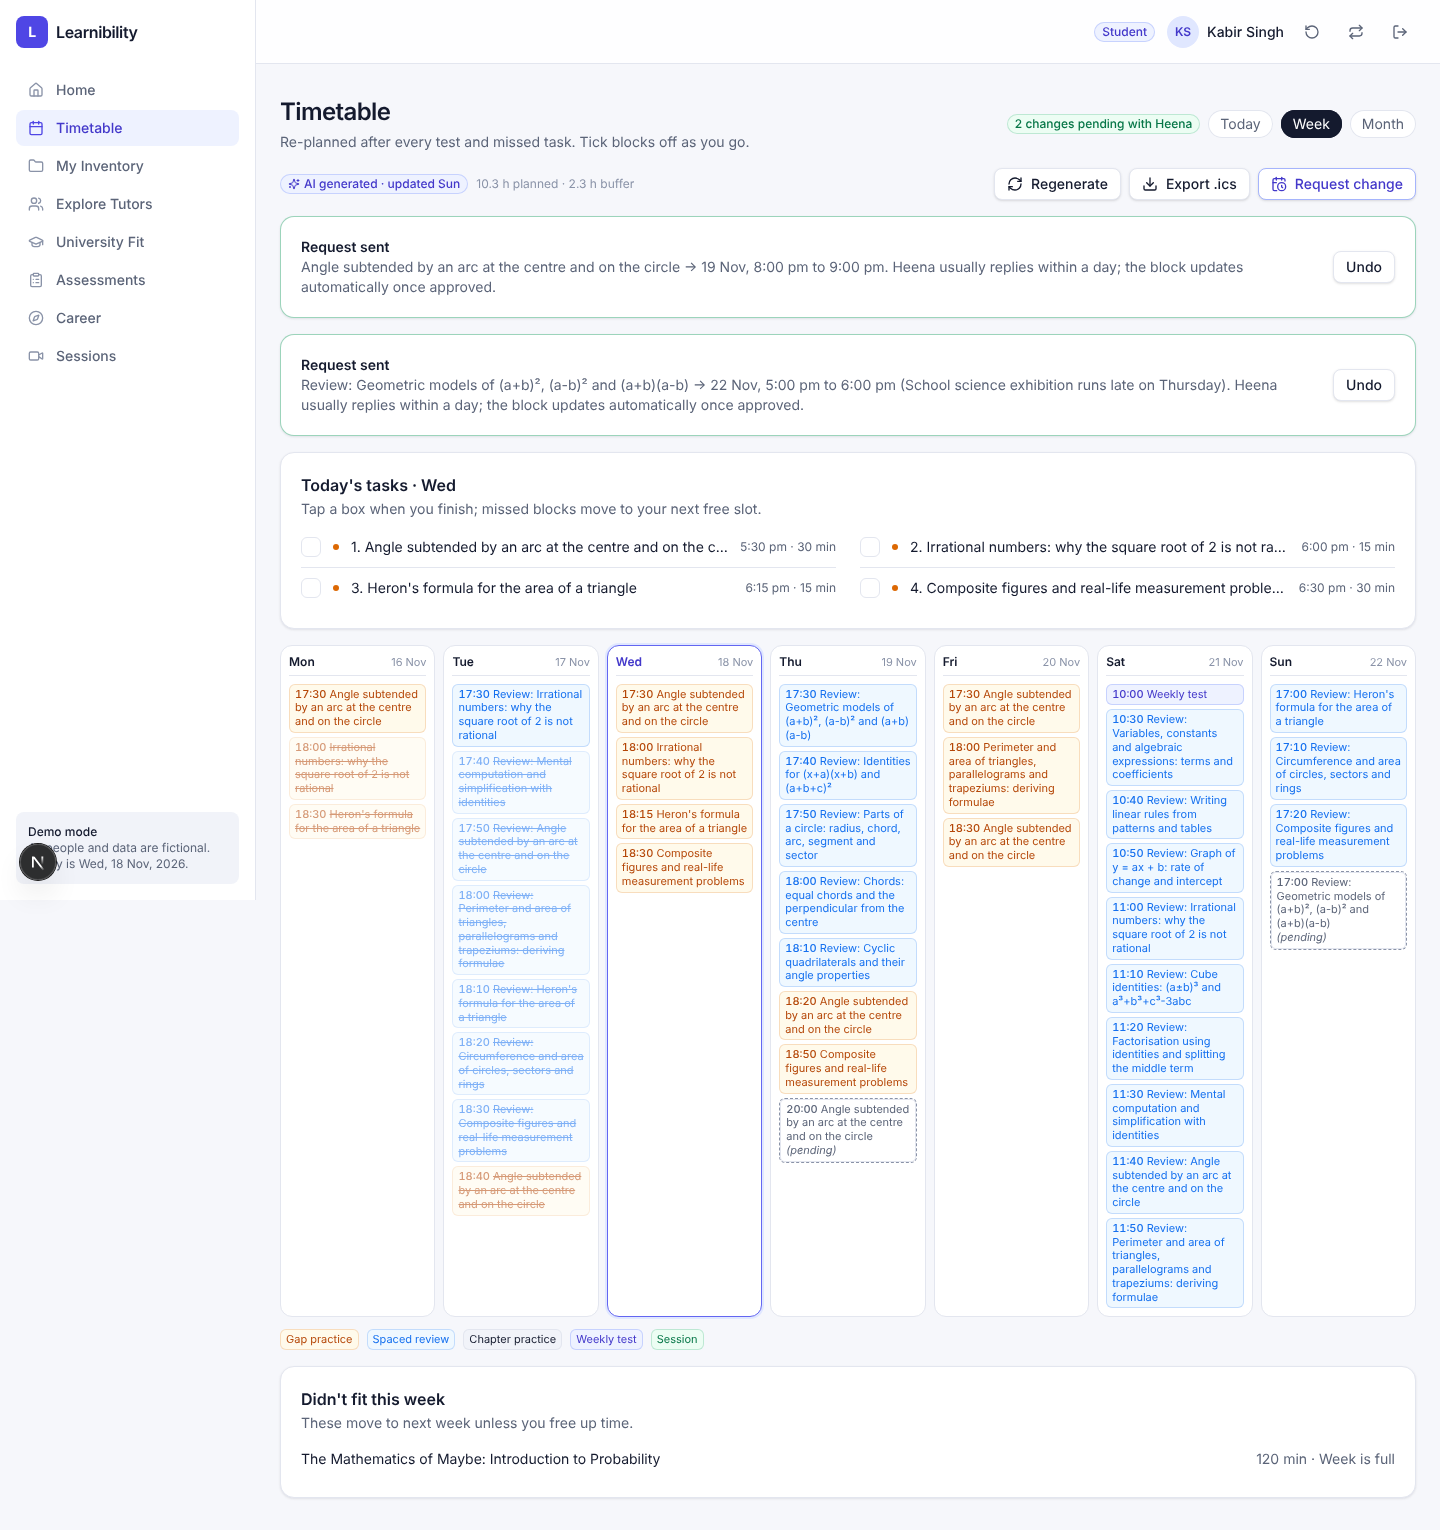 L Learnibility
Home
Timetable
My Inventory
Explore Tutors
University Fit
Assessments
Career
Sessions
Demo mode
people and data are fictional.
y is Wed, 18 Nov, 2026.
N
Student KS Kabir Singh
Timetable
Re-planned after every test and missed task. Tick blocks off as you go.
2 changes pending with Heena Today Week Month
AI generated · updated Sun 10.3 h planned · 2.3 h buffer
Regenerate Export .ics Request change
Request sent
Angle subtended by an arc at the centre and on the circle → 19 Nov, 8:00 pm to 9:00 pm. Heena usually replies within a day; the block updates
automatically once approved.
Undo
Request sent
Review: Geometric models of (a+b)², (a-b)² and (a+b)(a-b) → 22 Nov, 5:00 pm to 6:00 pm (School science exhibition runs late on Thursday). Heena
usually replies within a day; the block updates automatically once approved.
Undo
Today's tasks · Wed
Tap a box when you finish; missed blocks move to your next free slot.
1. Angle subtended by an arc at the centre and on the c... 5:30 pm · 30 min
2. Irrational numbers: why the square root of 2 is not ra... 6:00 pm · 15 min
3. Heron's formula for the area of a triangle 6:15 pm · 15 min
4. Composite figures and real-life measurement proble... 6:30 pm · 30 min
Mon 16 Nov
17:30 Angle subtended
by an arc at the centre
and on the circle
18:00 Irrational
numbers: why the
square root of 2 is not
rational
18:30 Heron's formula
for the area of a triangle
Tue 17 Nov
17:30 Review: Irrational
numbers: why the
square root of 2 is not
rational
17:40 Review: Mental
computation and
simplification with
identities
17:50 Review: Angle
subtended by an arc at
the centre and on the
circle
18:00 Review:
Perimeter and area of
triangles,
parallelograms and
trapeziums: deriving
formulae
18:10 Review: Heron's
formula for the area of
a triangle
18:20 Review:
Circumference and area
of circles, sectors and
rings
18:30 Review:
Composite figures and
real-life measurement
problems
18:40 Angle subtended
by an arc at the centre
and on the circle
Wed 18 Nov
17:30 Angle subtended
by an arc at the centre
and on the circle
18:00 Irrational
numbers: why the
square root of 2 is not
rational
18:15 Heron's formula
for the area of a triangle
18:30 Composite
figures and real-life
measurement problems
Thu 19 Nov
17:30 Review:
Geometric models of
(a+b)², (a-b)² and (a+b)
(a-b)
17:40 Review: Identities
for (x+a)(x+b) and
(a+b+c)²
17:50 Review: Parts of
a circle: radius, chord,
arc, segment and
sector
18:00 Review: Chords:
equal chords and the
perpendicular from the
centre
18:10 Review: Cyclic
quadrilaterals and their
angle properties
18:20 Angle subtended
by an arc at the centre
and on the circle
18:50 Composite
figures and real-life
measurement problems
20:00 Angle subtended
by an arc at the centre
and on the circle
(pending)
Fri 20 Nov
17:30 Angle subtended
by an arc at the centre
and on the circle
18:00 Perimeter and
area of triangles,
parallelograms and
trapeziums: deriving
formulae
18:30 Angle subtended
by an arc at the centre
and on the circle
Sat 21 Nov
10:00 Weekly test
10:30 Review:
Variables, constants
and algebraic
expressions: terms and
coefficients
10:40 Review: Writing
linear rules from
patterns and tables
10:50 Review: Graph of
y = ax + b: rate of
change and intercept
11:00 Review: Irrational
numbers: why the
square root of 2 is not
rational
11:10 Review: Cube
identities: (a±b)³ and
a³+b³+c³-3abc
11:20 Review:
Factorisation using
identities and splitting
the middle term
11:30 Review: Mental
computation and
simplification with
identities
11:40 Review: Angle
subtended by an arc at
the centre and on the
circle
11:50 Review:
Perimeter and area of
triangles,
parallelograms and
trapeziums: deriving
formulae
Sun 22 Nov
17:00 Review: Heron's
formula for the area of
a triangle
17:10 Review:
Circumference and area
of circles, sectors and
rings
17:20 Review:
Composite figures and
real-life measurement
problems
17:00 Review:
Geometric models of
(a+b)², (a-b)² and
(a+b)(a-b)
(pending)
Gap practice Spaced review Chapter practice Weekly test Session
Didn't fit this week
These move to next week unless you free up time.
The Mathematics of Maybe: Introduction to Probability 120 min · Week is full